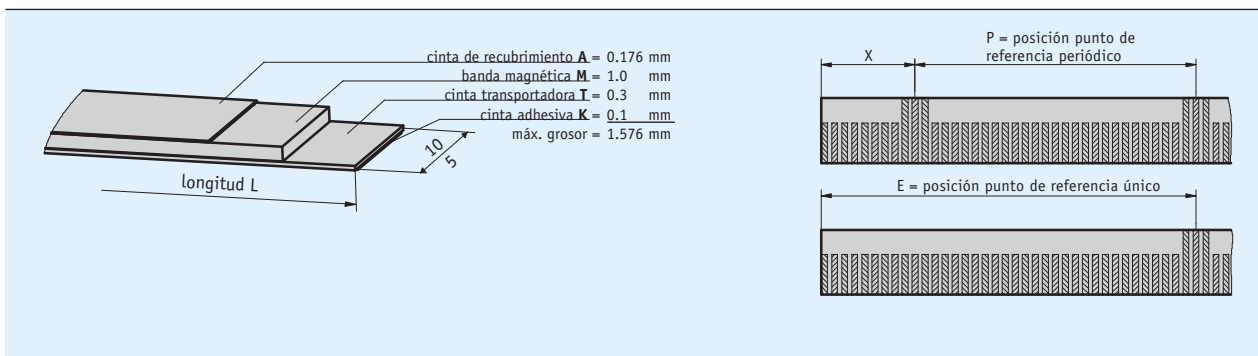 cinta de recubrimiento A = 0.176 mm
banda magnética M = 1.0 mm
cinta transportadora T = 0.3 mm
cinta adhesiva K = 0.1 mm
máx. grosor = 1.576 mm
10
5
longitud L
P = posición punto de
referencia periódico
X
E = posición punto de referencia único